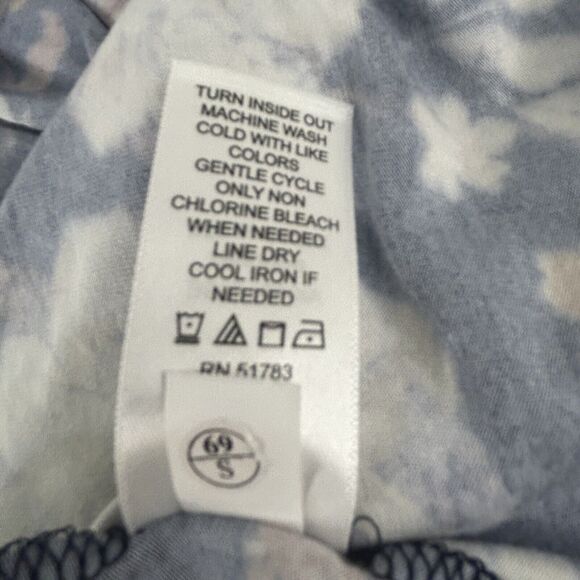 TURN INSIDE OUT
MACHINE WASH
COLD WITH LIKE
COLORS
GENTLE CYCLE
ONLY NON
CHLORINE BLEACH
WHEN NEEDED
LINE DRY
COOL IRON IF
NEEDED
RN 51783
69
S